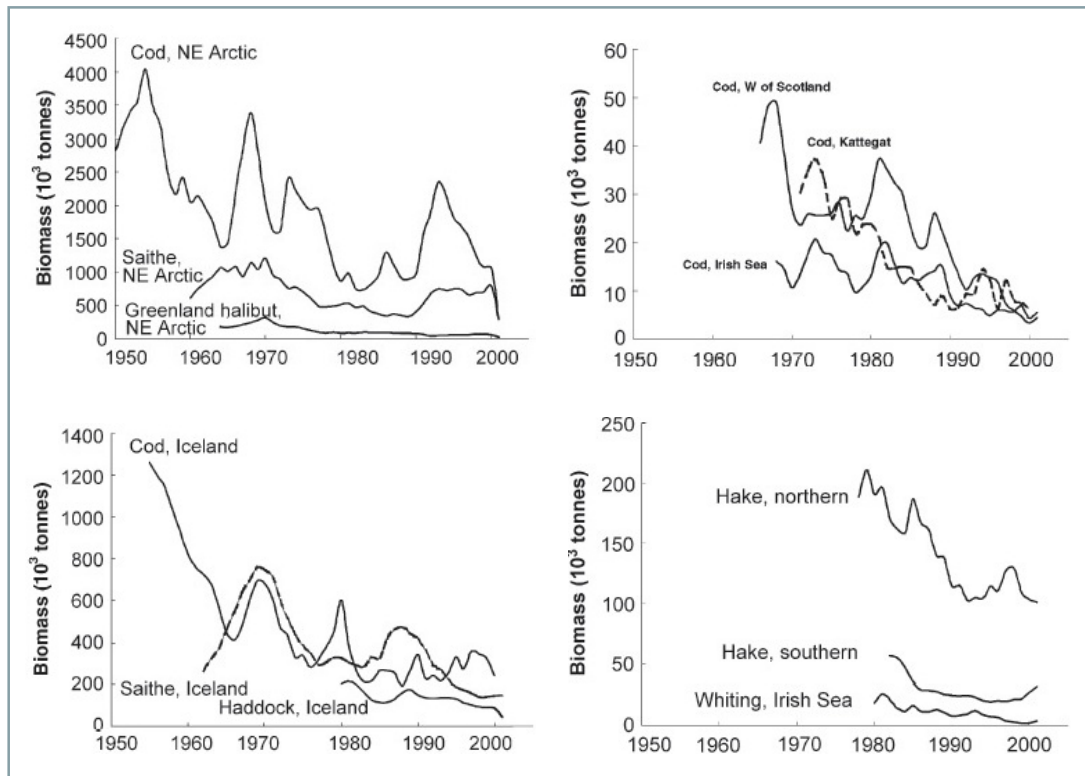 4500
4000
3500
3000
2500
2000
1500
1000
500
0
Biomass (10³ tonnes)
Cod, NE Arctic
Saithe,
NE Arctic
Greenland halibut,
NE Arctic
1950 1960 1970 1980 1990 2000
60
50
40
30
20
10
0
Biomass (10³ tonnes)
Cod, W of Scotland
Cod, Kattegat
Cod, Irish Sea
1950 1960 1970 1980 1990 2000
1400
1200
1000
800
600
400
200
0
Biomass (10³ tonnes)
Cod, Iceland
Saithe, Iceland
Haddock, Iceland
1950 1960 1970 1980 1990 2000
250
200
150
100
50
0
Biomass (10³ tonnes)
Hake, northern
Hake, southern
Whiting, Irish Sea
1950 1960 1970 1980 1990 2000